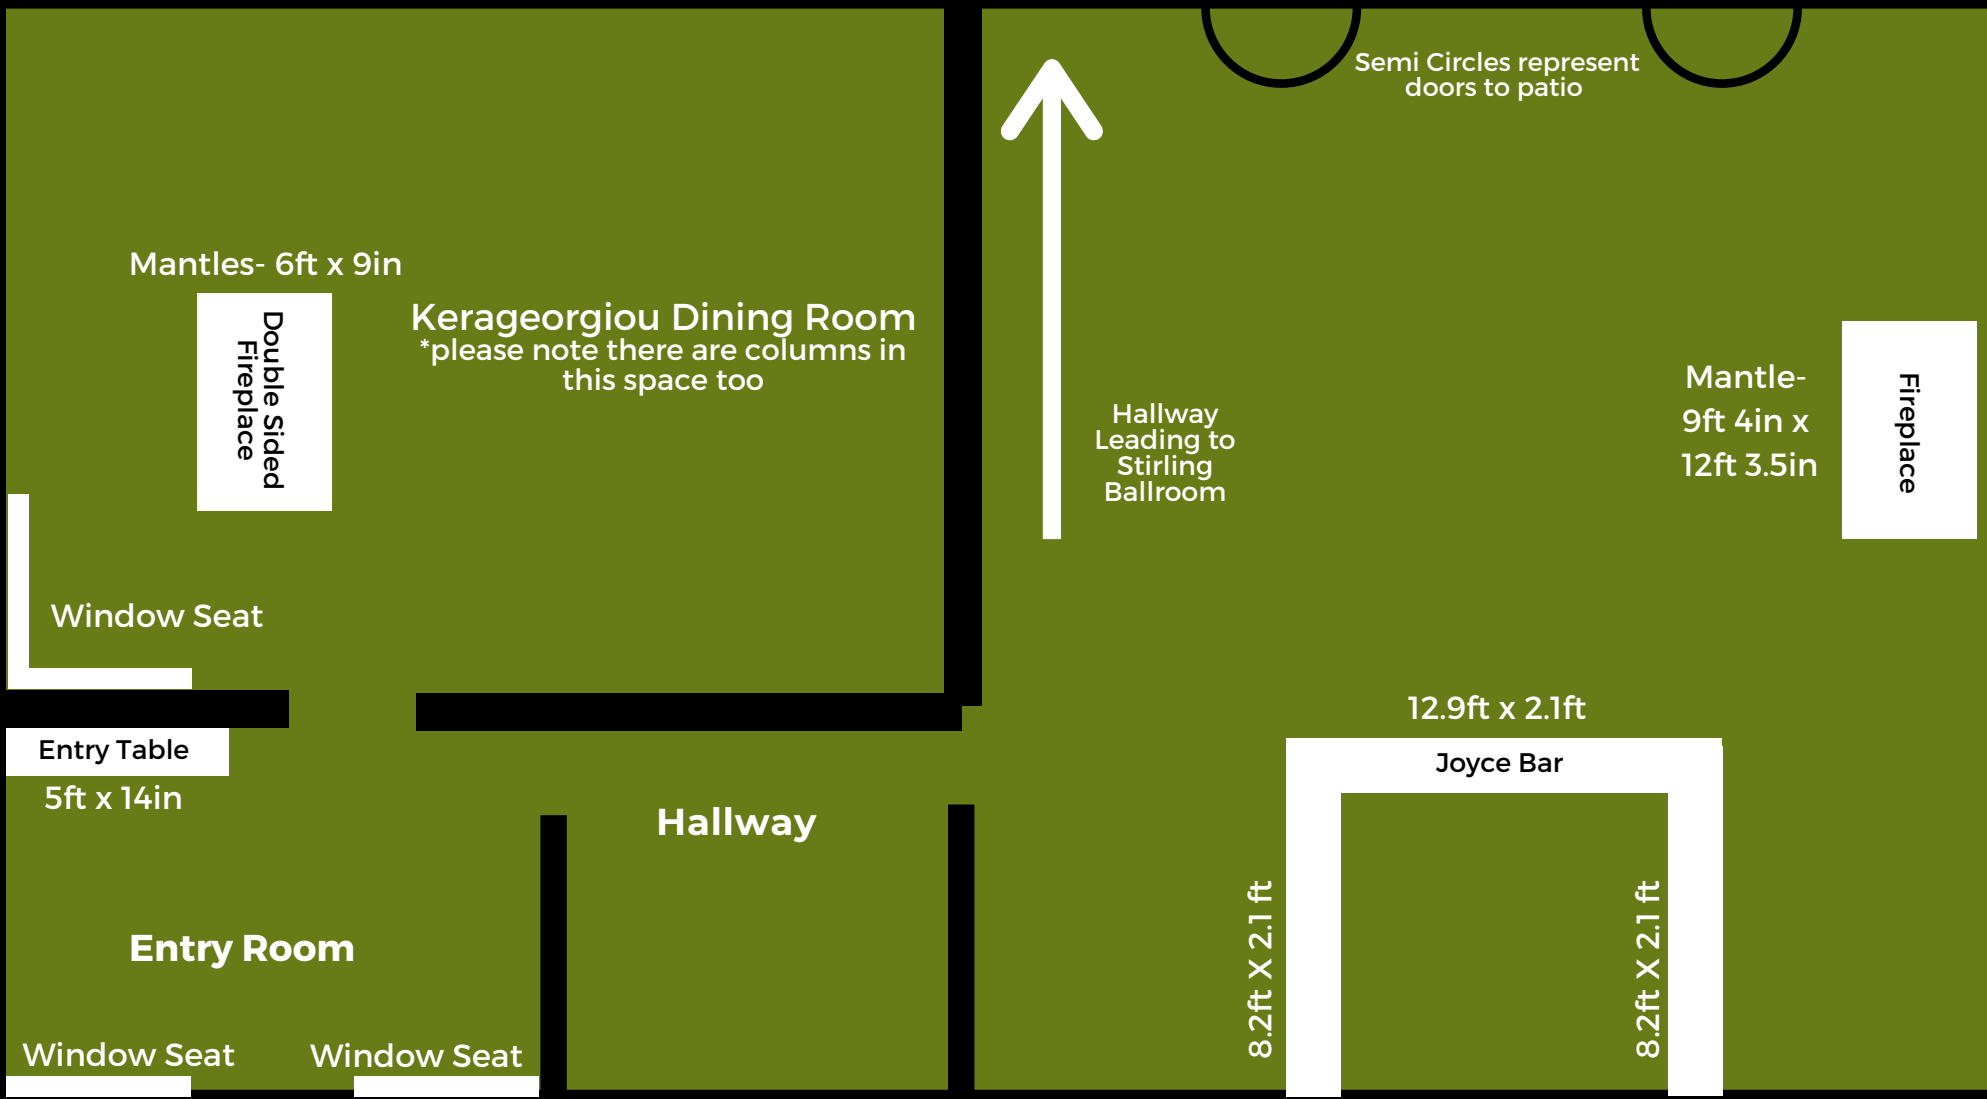 Semi Circles represent
doors to patio
Mantles- 6ft x 9in
Double Sided
Fireplace
Kerageorgiou Dining Room
*please note there are columns in
this space too
Hallway
Leading to
Stirling
Ballroom
Mantle-
9ft 4in x
12ft 3.5in
Fireplace
Window Seat
12.9ft x 2.1ft
Joyce Bar
Entry Table
5ft x 14in
Hallway
8.2ft X 2.1 ft
8.2ft X 2.1 ft
Entry Room
Window Seat
Window Seat